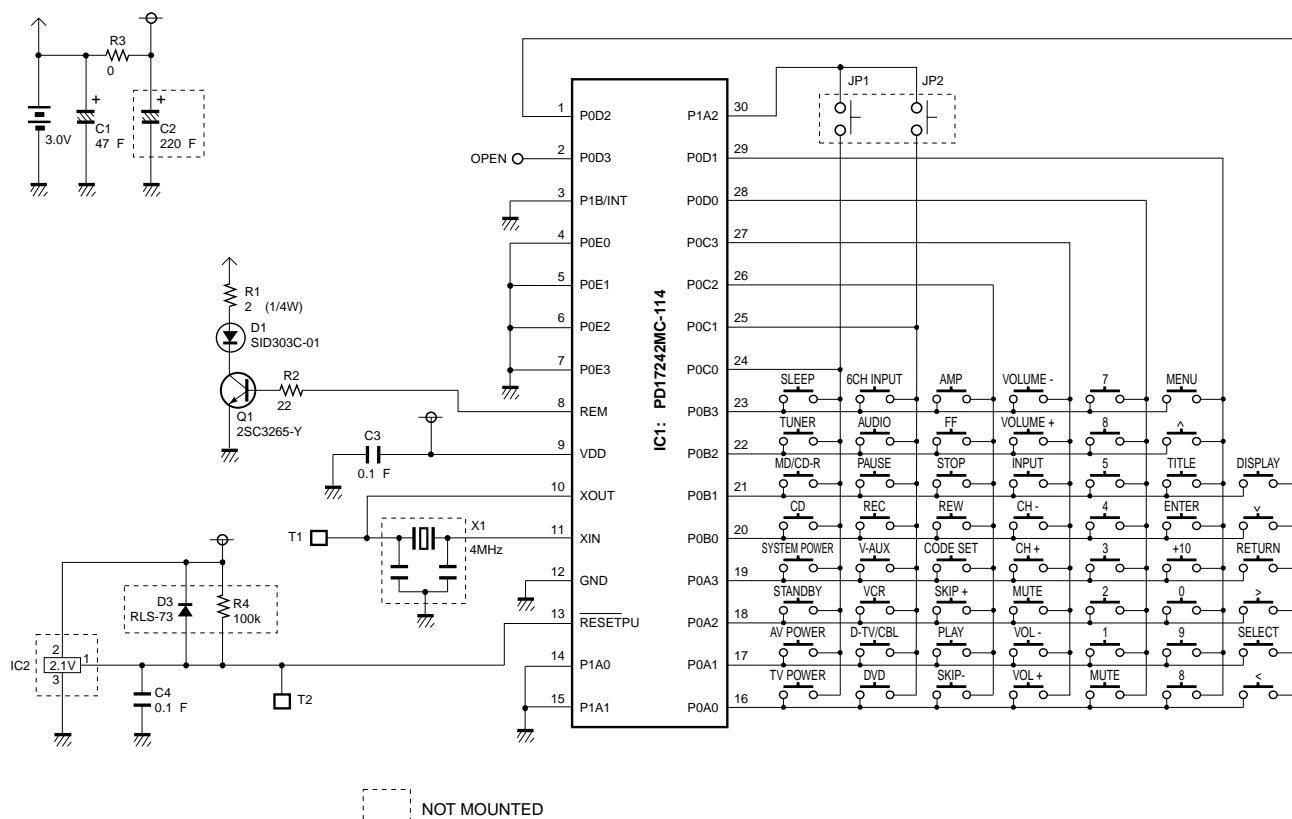 R3
0
+
C1
47 F
+
C2
220 F
3.0V
JP1
JP2
1
P0D2
P1A2
30
OPEN
2
P0D3
P0D1
29
3
P1B/INT
P0D0
28
4
P0E0
P0C3
27
5
P0E1
P0C2
26
6
P0E2
P0C1
25
7
P0E3
P0C0
24
8
REM
P0B3
23
9
VDD
P0B2
22
10
XOUT
P0B1
21
11
XIN
P0B0
20
12
GND
P0A3
19
13
RESETPU
P0A2
18
14
P1A0
P0A1
17
15
P1A1
P0A0
16
IC1: PD17242MC-114
R1
2 (1/4W)
D1
SID303C-01
R2
22
Q1
2SC3265-Y
C3
0.1 F
T1
X1
4MHz
D3
RLS-73
R4
100k
IC2
2
2.1V
1
3
C4
0.1 F
T2
SLEEP 6CH INPUT AMP VOLUME - 7 MENU
TUNER AUDIO FF VOLUME + 8 ^
MD/CD-R PAUSE STOP INPUT 5 TITLE DISPLAY
CD REC REW CH - 4 ENTER ˅
SYSTEM POWER V-AUX CODE SET CH + 3 +10 RETURN
STANDBY VCR SKIP + MUTE 2 0 >
AV POWER D-TV/CBL PLAY VOL - 1 9 SELECT
TV POWER DVD SKIP- VOL + MUTE 8 <
NOT MOUNTED